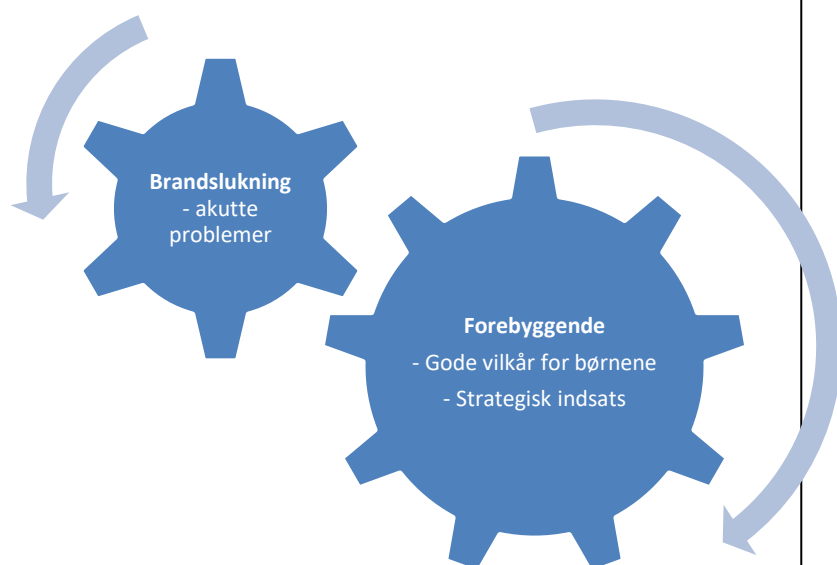 Brandslukning
- akutte
problemer
Forebyggende
- Gode vilkår for børnene
- Strategisk indsats